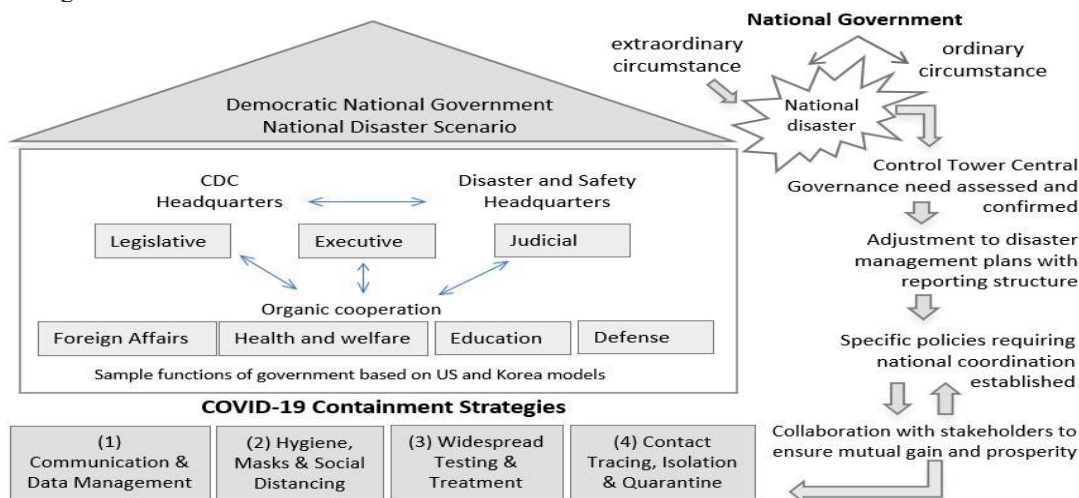 National Government
extraordinary
circumstance
ordinary
circumstance
National
disaster
Democratic National Government
National Disaster Scenario
CDC
Headquarters
Disaster and Safety
Headquarters
Legislative
Executive
Judicial
Organic cooperation
Foreign Affairs
Health and welfare
Education
Defense
Sample functions of government based on US and Korea models
Control Tower Central
Governance need assessed and
confirmed
Adjustment to disaster
management plans with
reporting structure
Specific policies requiring
national coordination
established
Collaboration with stakeholders to
ensure mutual gain and prosperity
COVID-19 Containment Strategies
(1)
Communication &
Data Management
(2) Hygiene,
Masks & Social
Distancing
(3) Widespread
Testing &
Treatment
(4) Contact
Tracing, Isolation
& Quarantine